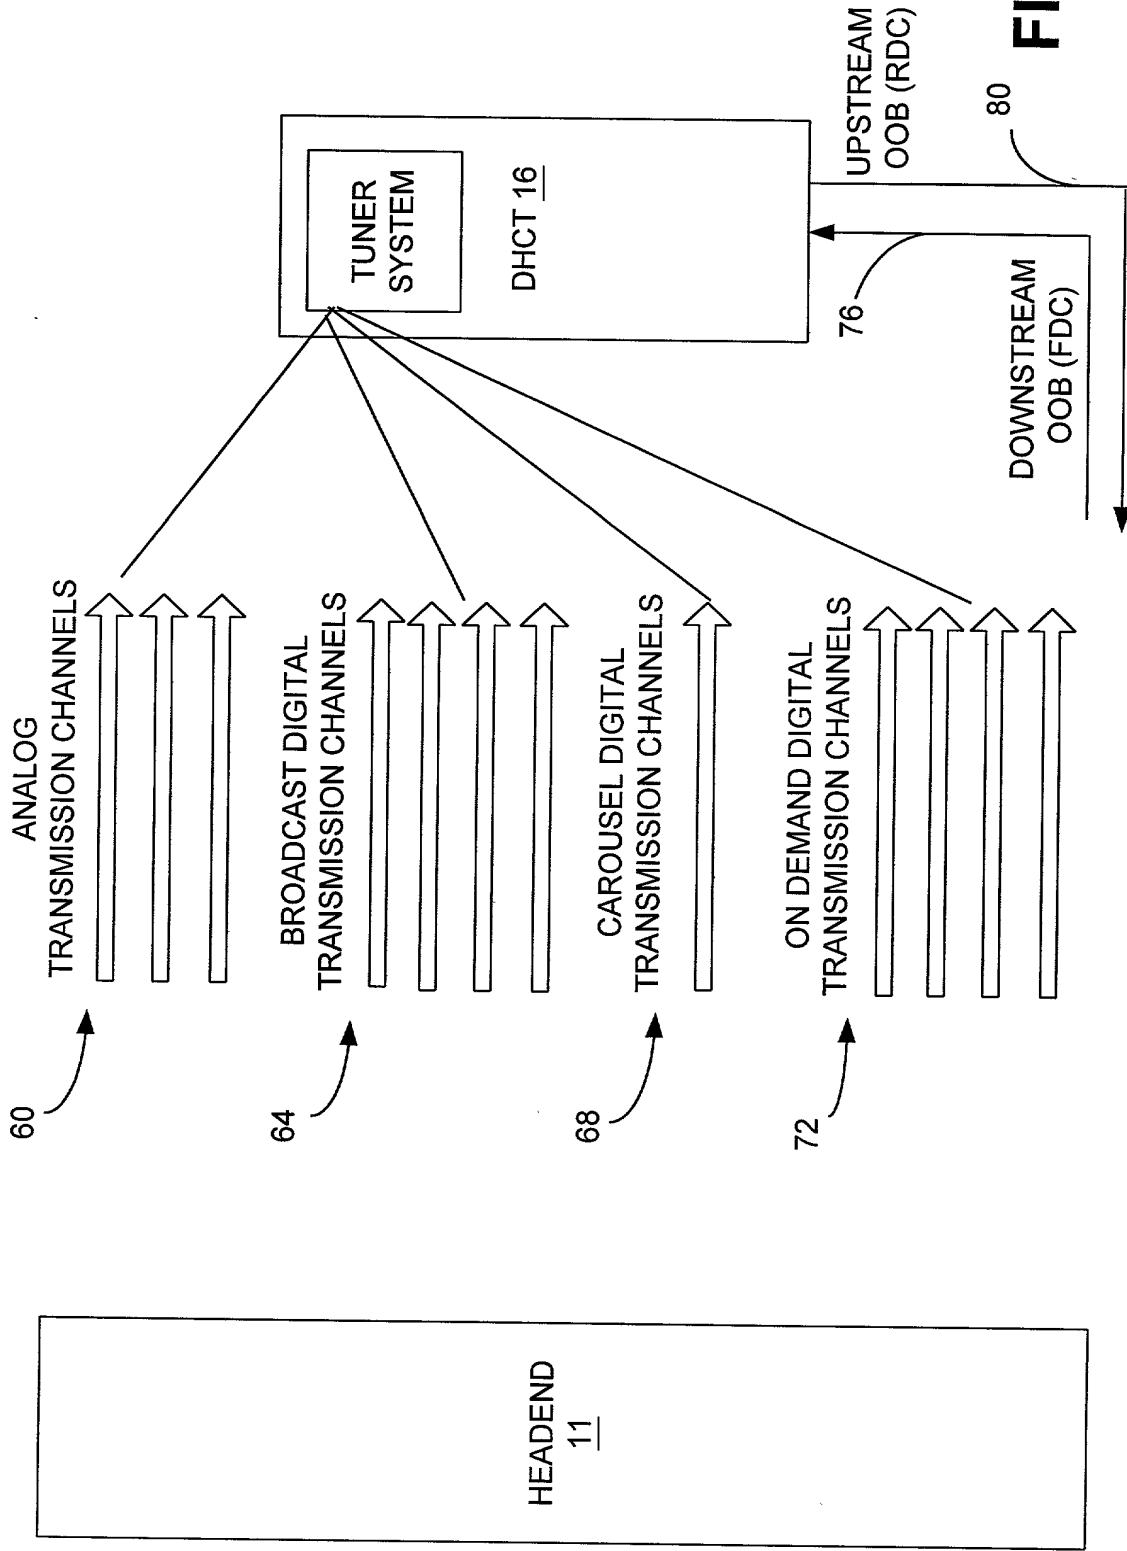 60
ANALOG
TRANSMISSION CHANNELS
64
BROADCAST DIGITAL
TRANSMISSION CHANNELS
68
CAROUSEL DIGITAL
TRANSMISSION CHANNELS
72
ON DEMAND DIGITAL
TRANSMISSION CHANNELS
HEADEND
11
TUNER
SYSTEM
DHCT 16
76
DOWNSTREAM
OOB (FDC)
UPSTREAM
OOB (RDC)
80
FI